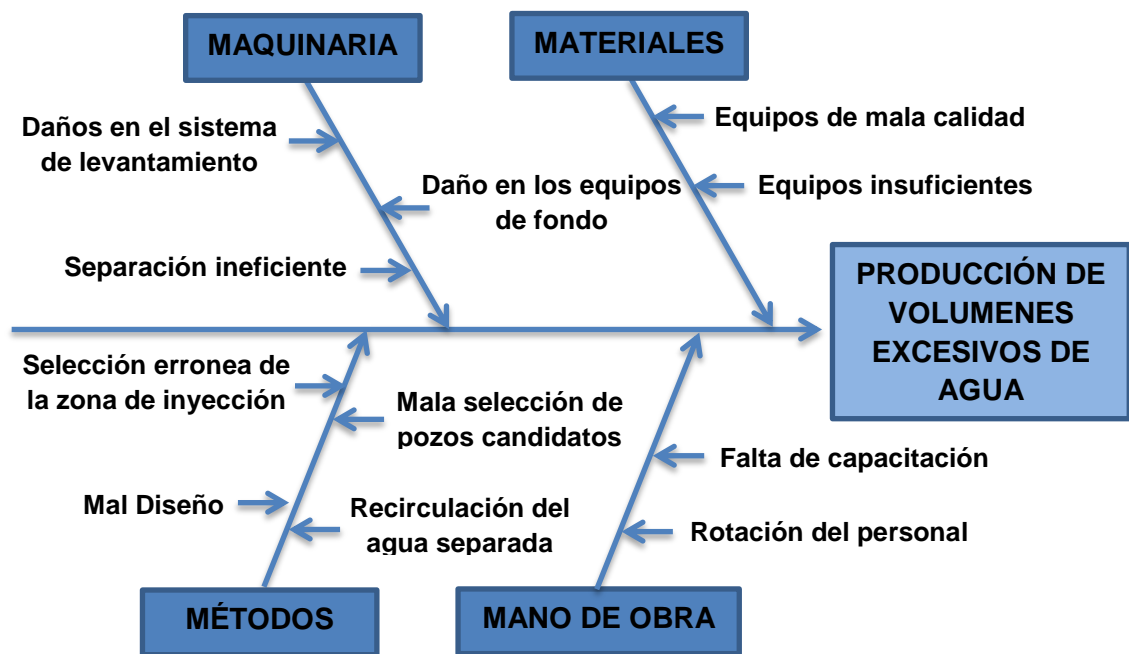 MAQUINARIA
MATERIALES
Daños en el sistema
de levantamiento
Equipos de mala calidad
Daño en los equipos
de fondo
Equipos insuficientes
Separación ineficiente
PRODUCCIÓN DE
VOLUMENES
EXCESIVOS DE
AGUA
Selección erronea de
la zona de inyección
Mala selección de
pozos candidatos
Falta de capacitación
Mal Diseño
Recirculación del
agua separada
Rotación del personal
MÉTODOS
MANO DE OBRA